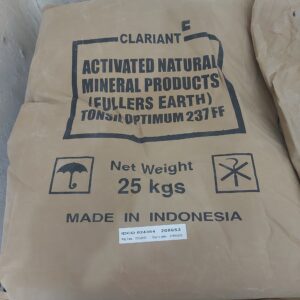 CLARIANT
ACTIVATED NATURAL
MINERAL PRODUCTS
(FULLERS EARTH)
TONSIL OPTIMUM 237 FF
Net Weight
25 kgs
MADE IN INDONESIA